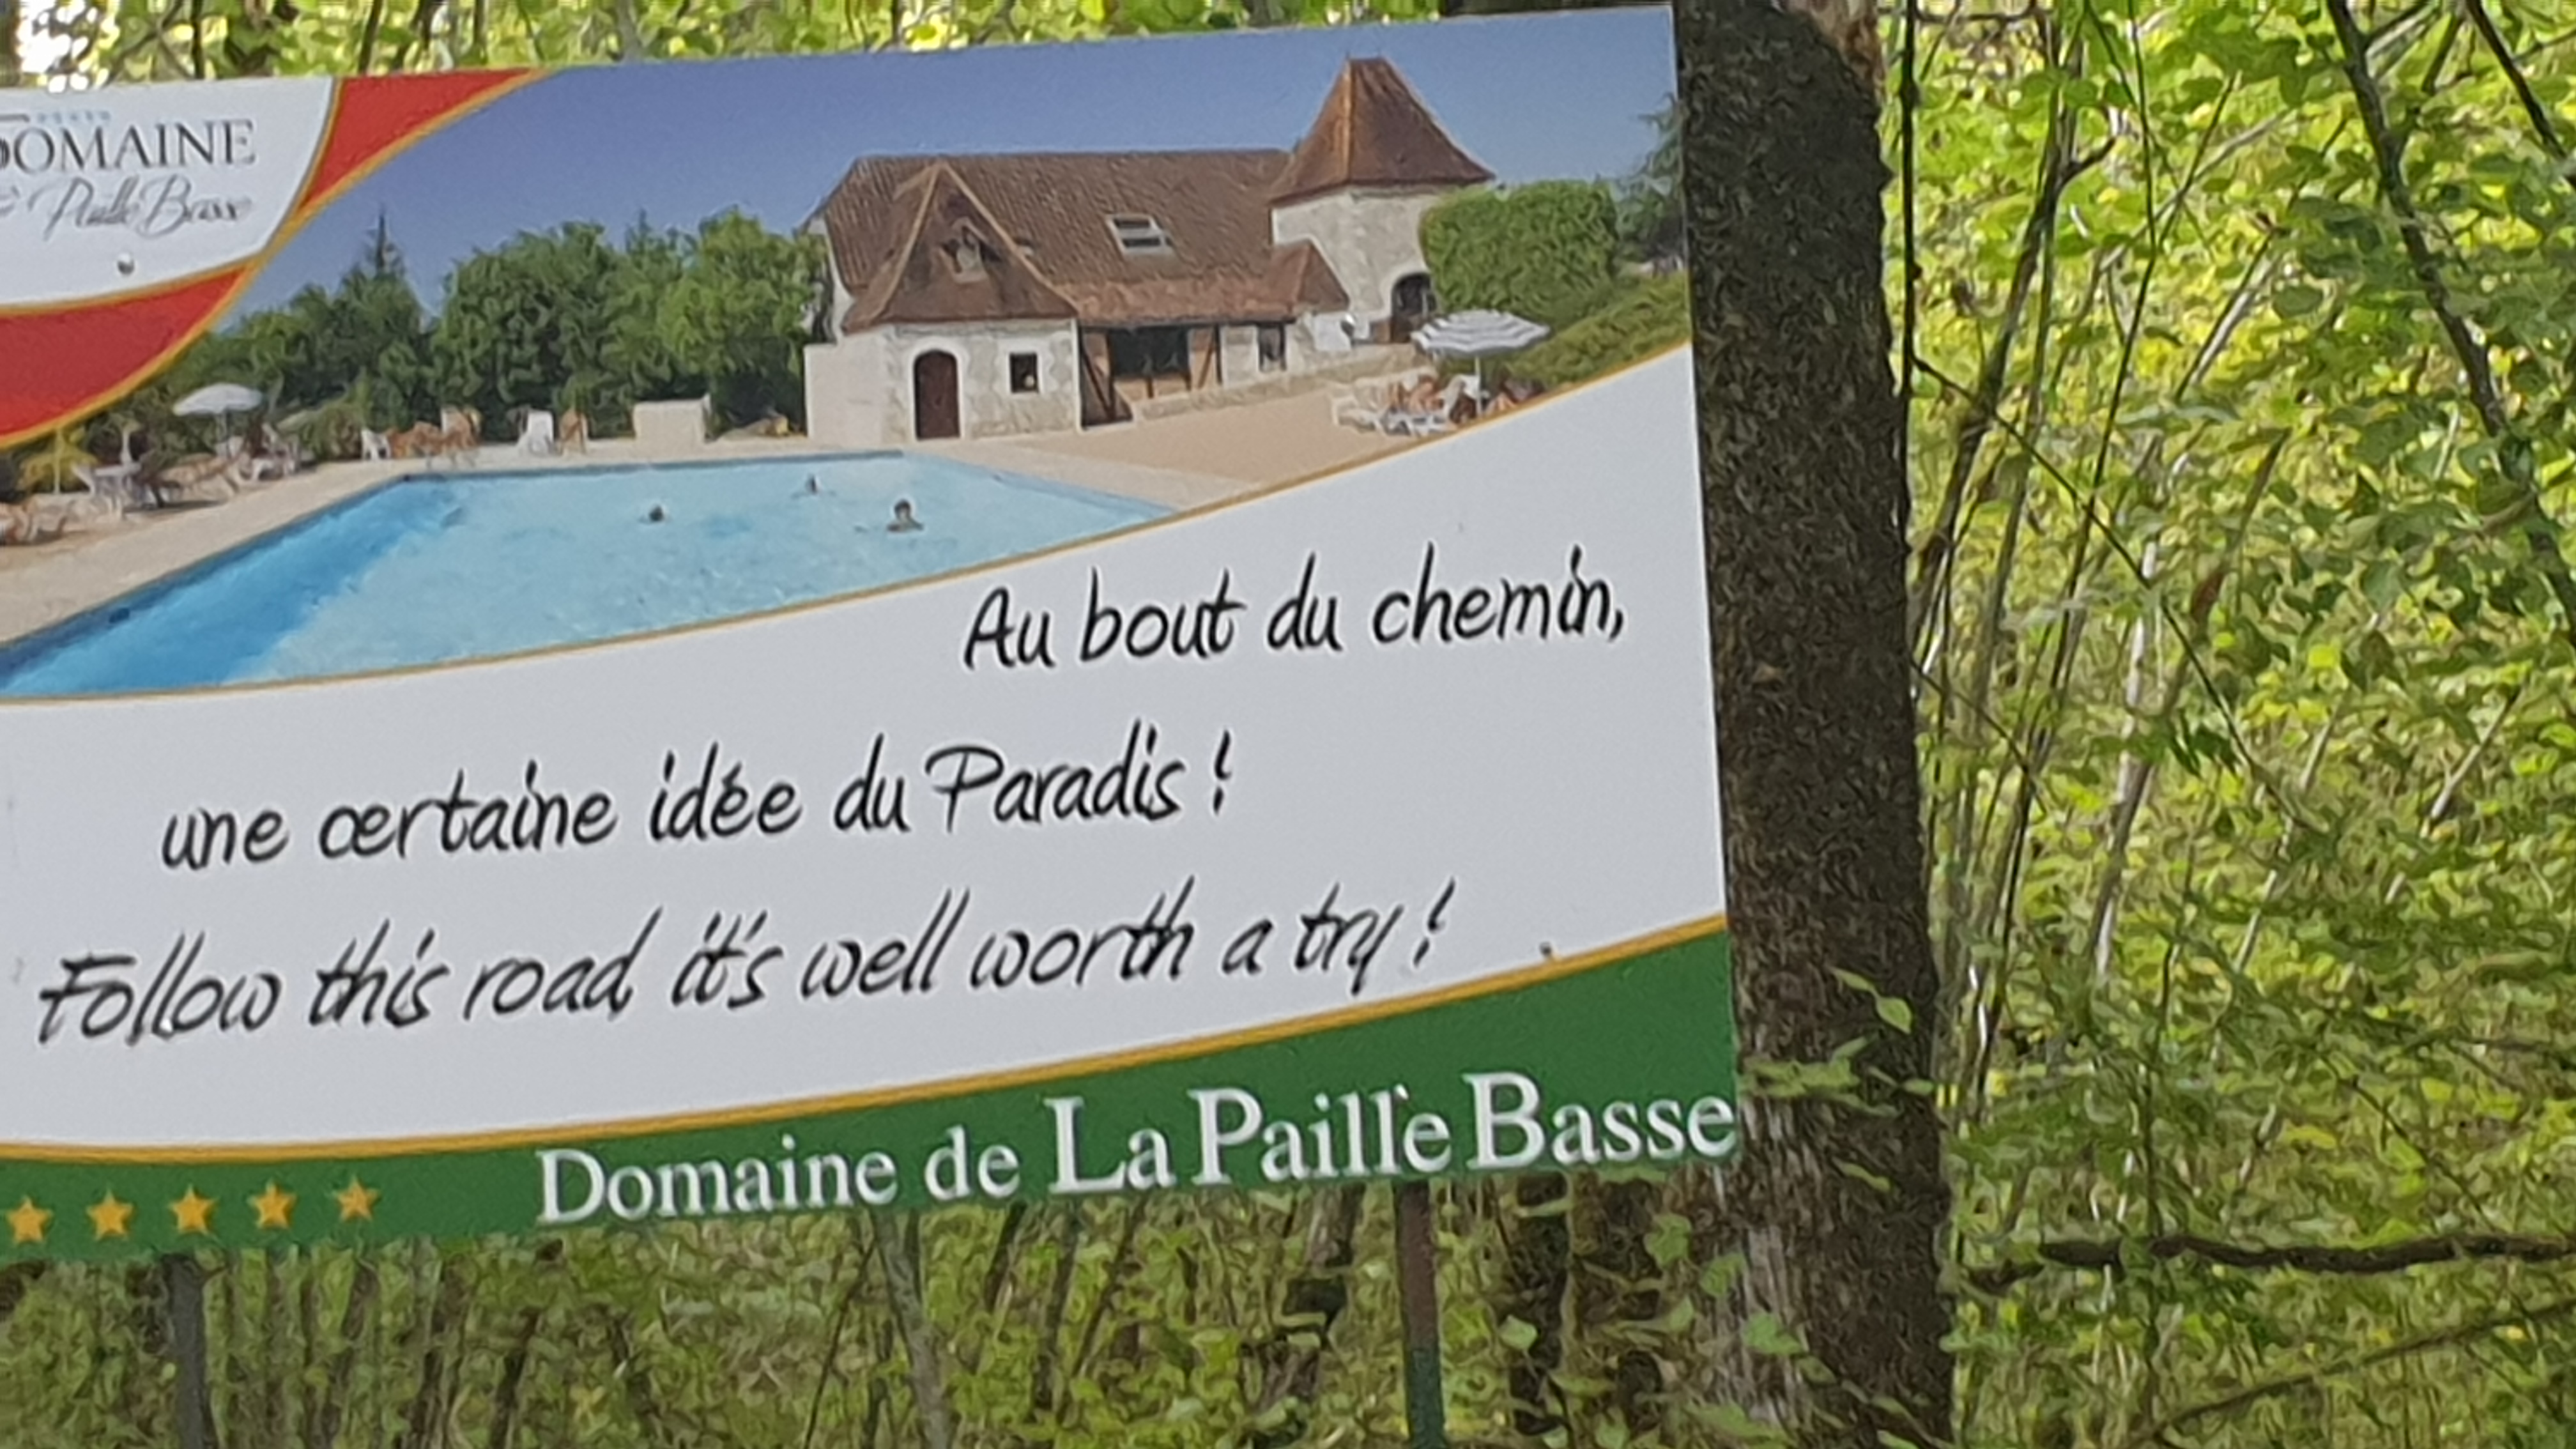 DOMAINE
Paille Basse
Au bout du chemin,
une certaine idée du Paradis !
Follow this road, it's well worth a try !
Domaine de La Paille Basse